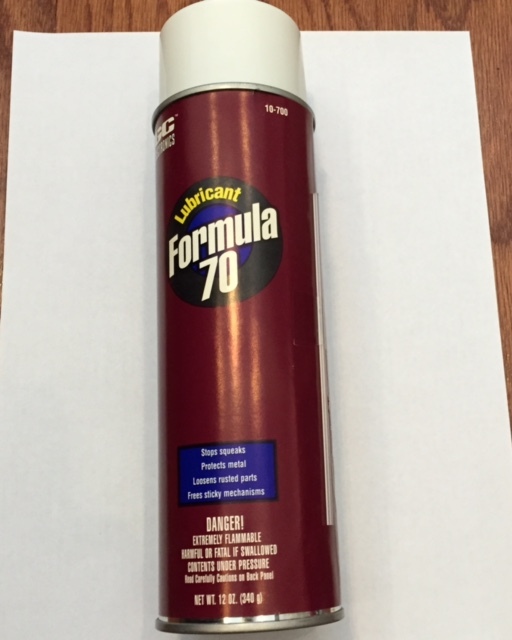 10-700
GC™
Lubricant
Formula
70
Stops squeaks
Protects metal
Loosens rusted parts
Frees sticky mechanisms
DANGER!
EXTREMELY FLAMMABLE
HARMFUL OR FATAL IF SWALLOWED
CONTENTS UNDER PRESSURE
Read Carefully Cautions on Back Panel
NET WT. 12 OZ. (340 g)